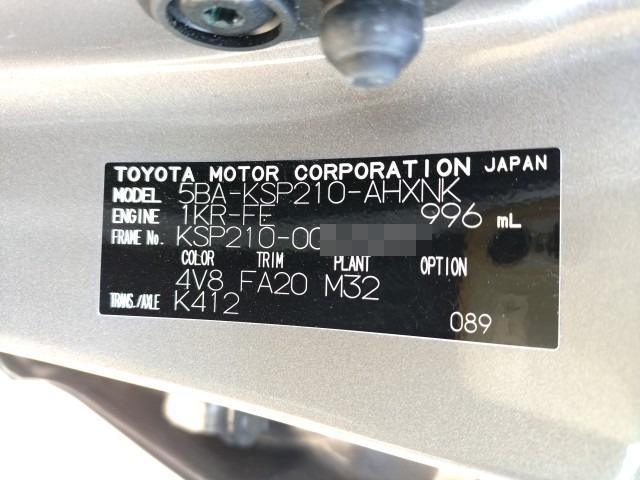 TOYOTA MOTOR CORPORATION JAPAN
MODEL 5BA-KSP210-AHXNK
ENGINE 1KR-FE 996 mL
FRAME No. KSP210-00
COLOR TRIM PLANT OPTION
4V8 FA20 M32
TRANS./AXLE K412
089